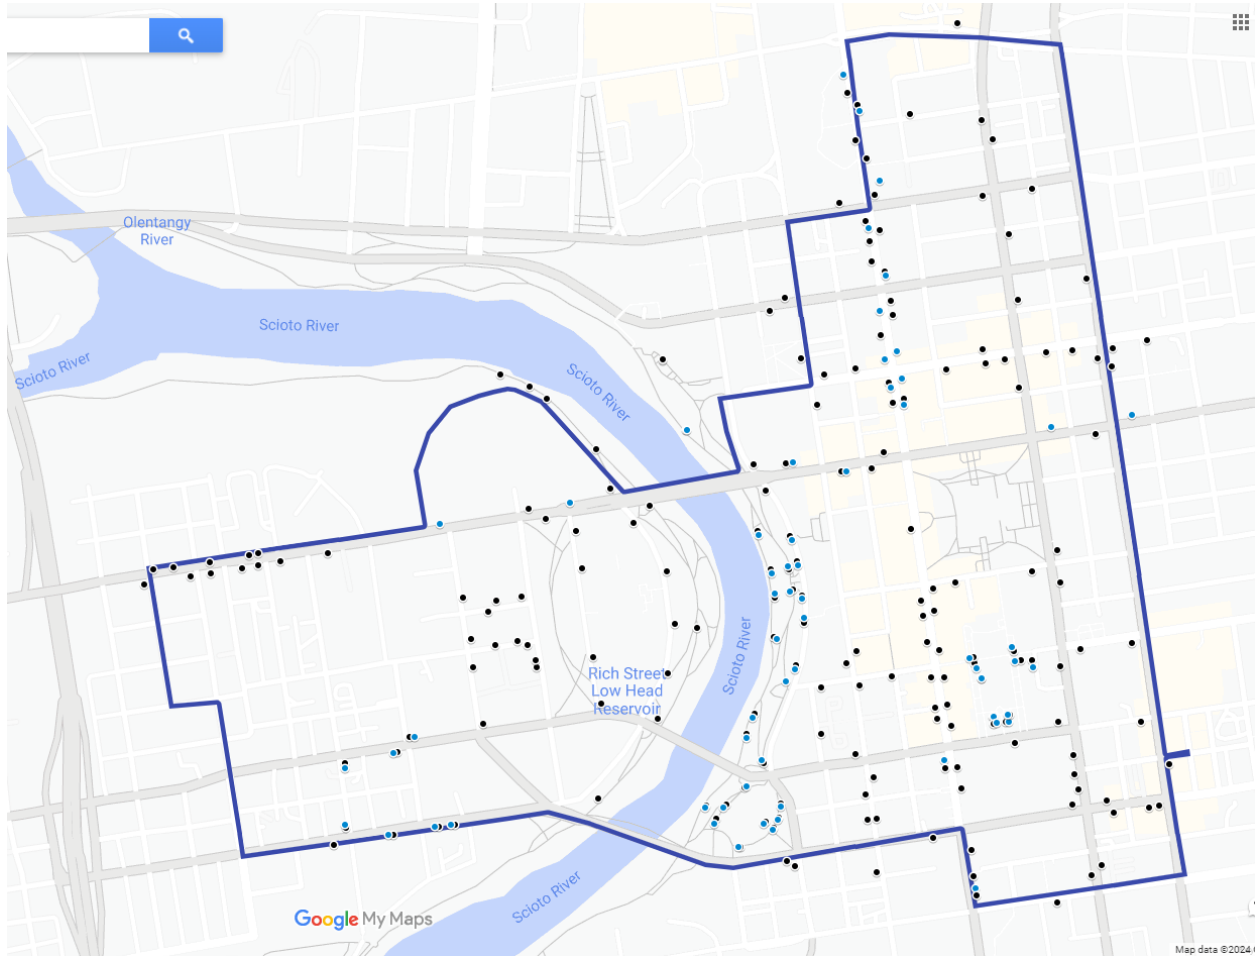 Olentangy
River
Scioto River
Scioto River
Scioto River
Scioto River
Rich Street
Low Head
Reservoir
Scioto River
Google My Maps
Map data ©2024